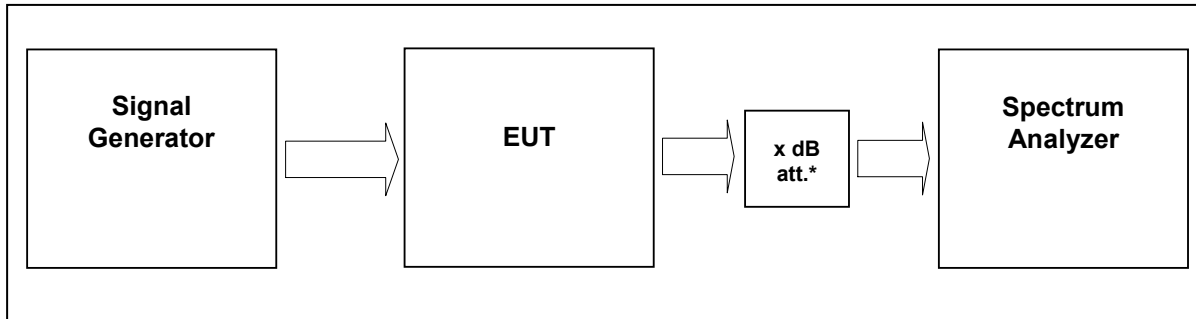 Signal
Generator
EUT
x dB
att.*
Spectrum
Analyzer